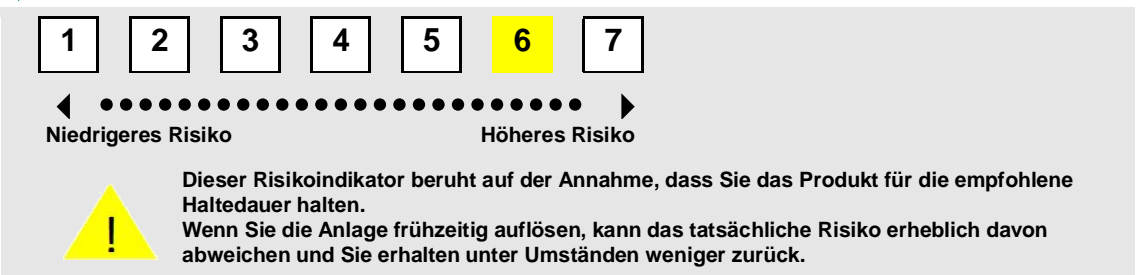 1 2 3 4 5 6 7
Niedrigeres Risiko Höheres Risiko
!
Dieser Risikoindikator beruht auf der Annahme, dass Sie das Produkt für die empfohlene
Haltedauer halten.
Wenn Sie die Anlage frühzeitig auflösen, kann das tatsächliche Risiko erheblich davon
abweichen und Sie erhalten unter Umständen weniger zurück.